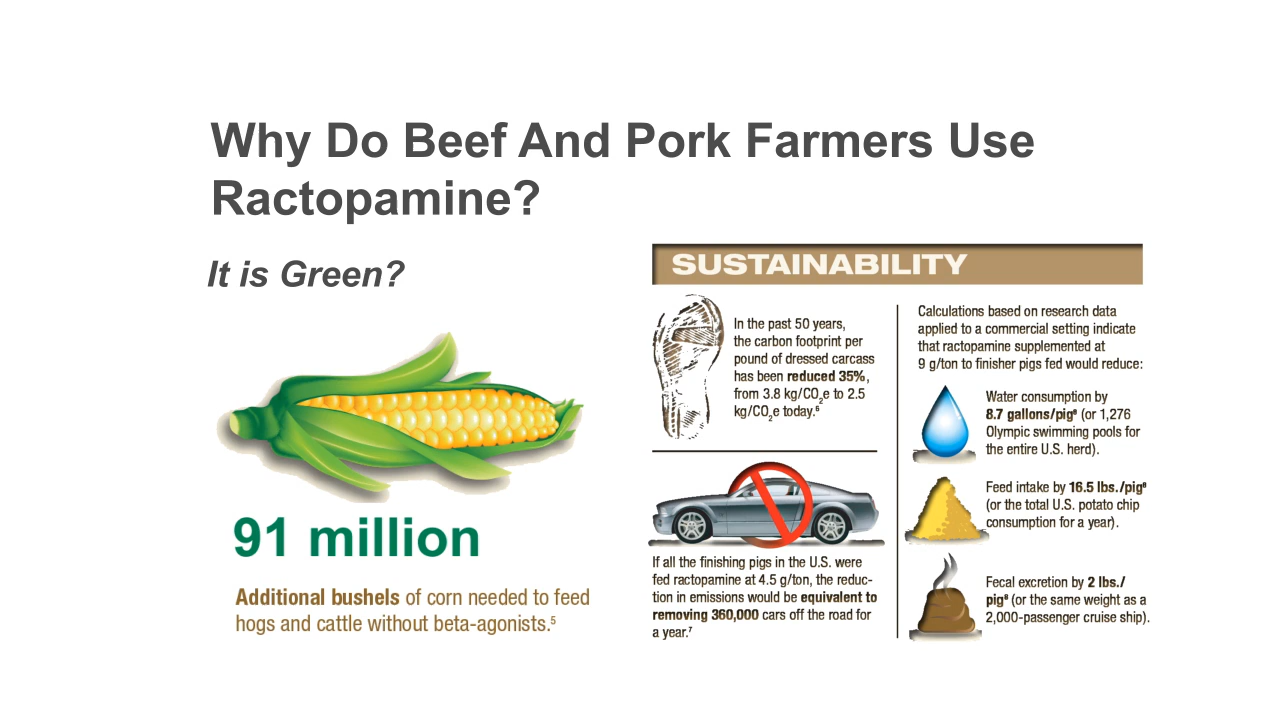 Why Do Beef And Pork Farmers Use
Ractopamine?
It is Green?
91 million
Additional bushels of corn needed to feed
hogs and cattle without beta-agonists.⁵
SUSTAINABILITY
In the past 50 years,
the carbon footprint per
pound of dressed carcass
has been reduced 35%,
from 3.8 kg/CO₂e to 2.5
kg/CO₂e today.⁶
If all the finishing pigs in the U.S. were
fed ractopamine at 4.5 g/ton, the reduc-
tion in emissions would be equivalent to
removing 360,000 cars off the road for
a year.⁷
Calculations based on research data
applied to a commercial setting indicate
that ractopamine supplemented at
9 g/ton to finisher pigs fed would reduce:
Water consumption by
8.7 gallons/pig⁸ (or 1,276
Olympic swimming pools for
the entire U.S. herd).
Feed intake by 16.5 lbs./pig⁸
(or the total U.S. potato chip
consumption for a year).
Fecal excretion by 2 lbs./
pig⁸ (or the same weight as a
2,000-passenger cruise ship).